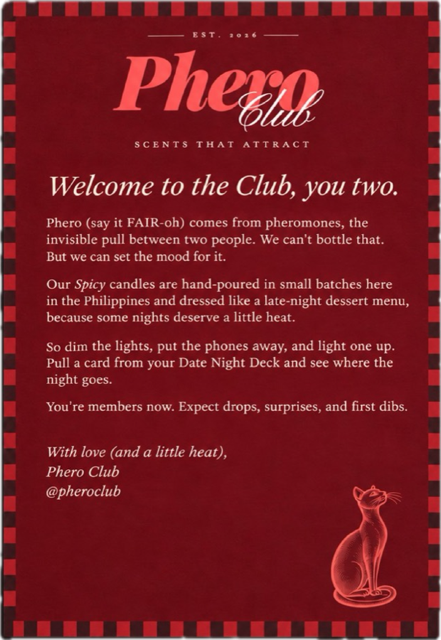 EST. 2026
Phero
Club
SCENTS THAT ATTRACT
Welcome to the Club, you two.
Phero (say it FAIR-oh) comes from pheromones, the
invisible pull between two people. We can't bottle that.
But we can set the mood for it.
Our Spicy candles are hand-poured in small batches here
in the Philippines and dressed like a late-night dessert menu,
because some nights deserve a little heat.
So dim the lights, put the phones away, and light one up.
Pull a card from your Date Night Deck and see where the
night goes.
You're members now. Expect drops, surprises, and first dibs.
With love (and a little heat),
Phero Club
@pheroclub